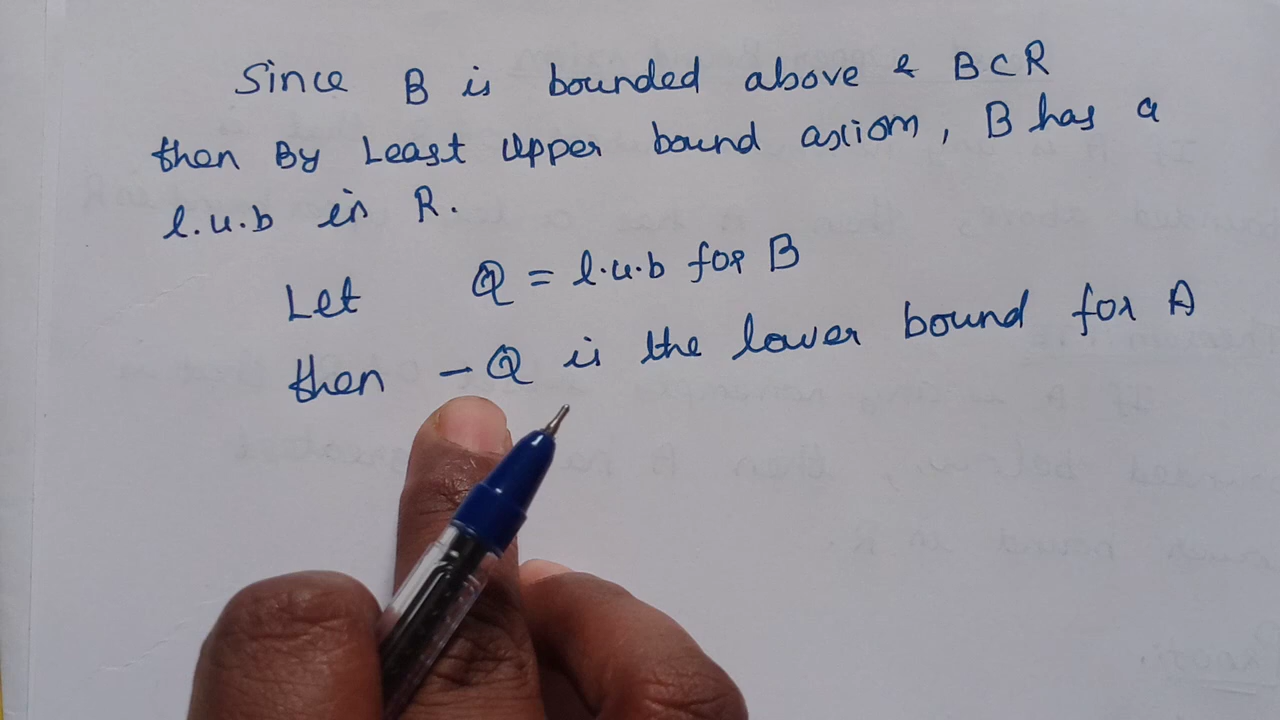 Since B is bounded above & B ⊂ R
then By Least Upper bound axiom, B has a
l.u.b in R.
Let Q = l.u.b for B
then - Q is the lower bound for A